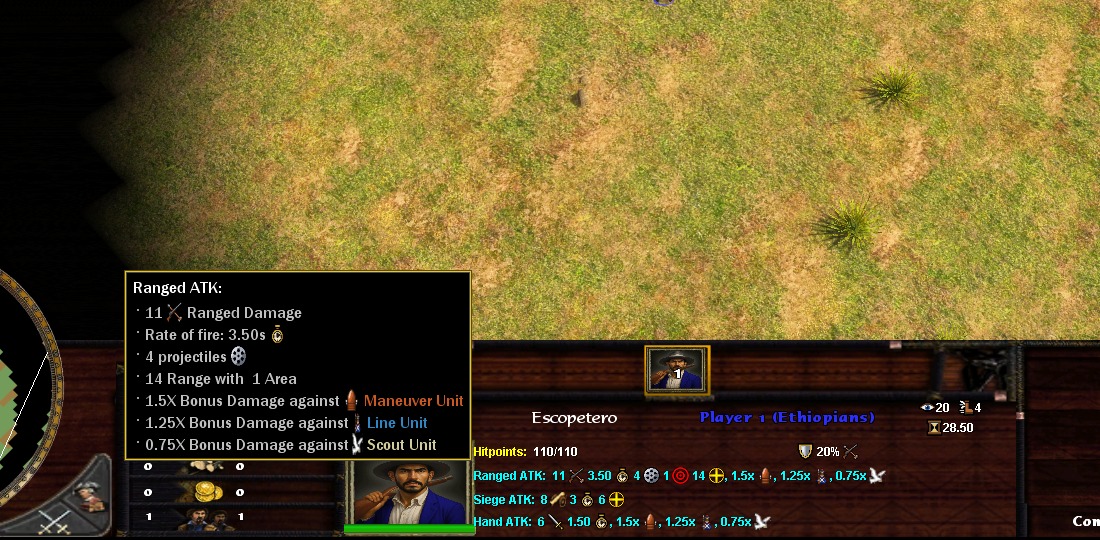 Ranged ATK:
· 11 Ranged Damage
· Rate of fire: 3.50s
· 4 projectiles
· 14 Range with 1 Area
· 1.5X Bonus Damage against Maneuver Unit
· 1.25X Bonus Damage against Line Unit
· 0.75X Bonus Damage against Scout Unit
0 0
0 0
1 1
1
Escopetero
Player 1 (Ethiopians)
20 4
28.50
Hitpoints: 110/110
20%
Ranged ATK: 11 3.50 4 1 14 , 1.5x , 1.25x , 0.75x
Siege ATK: 8 3 6
Hand ATK: 6 1.50 , 1.5x , 1.25x , 0.75x